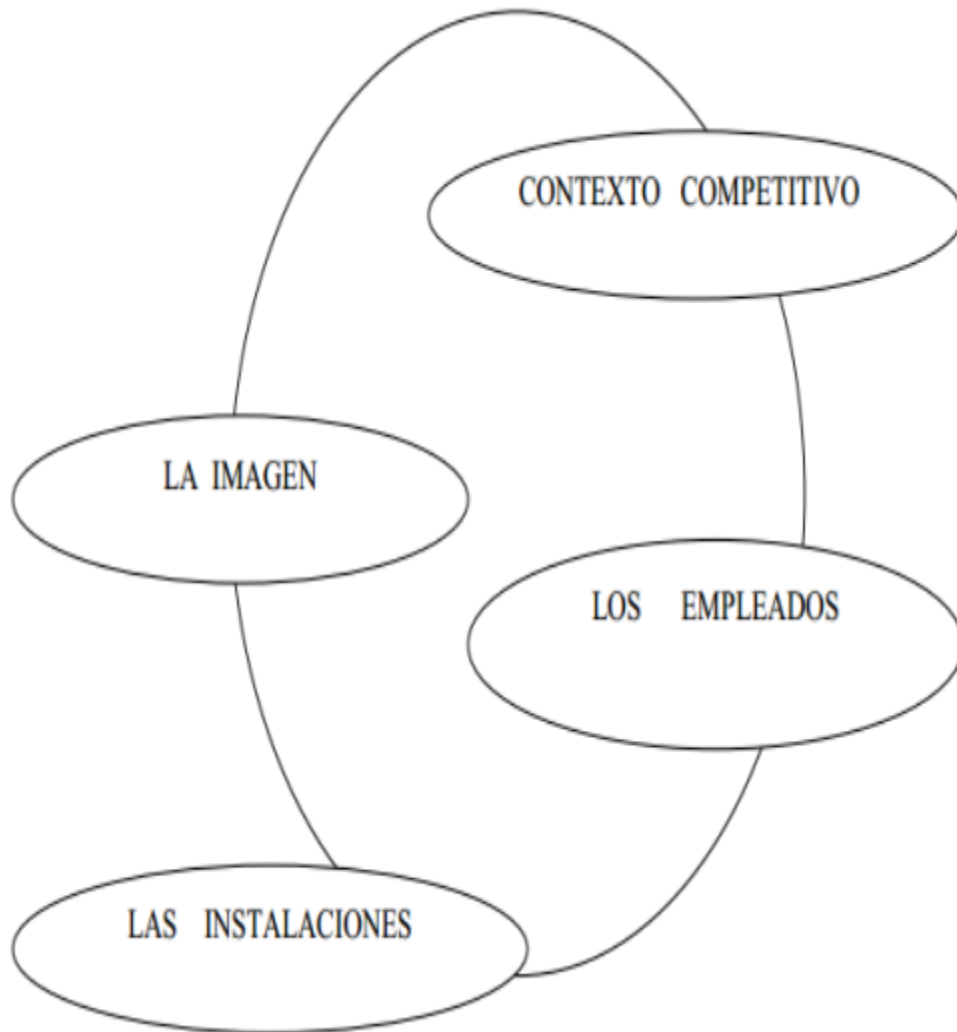 CONTEXTO COMPETITIVO
LA IMAGEN
LOS EMPLEADOS
LAS INSTALACIONES